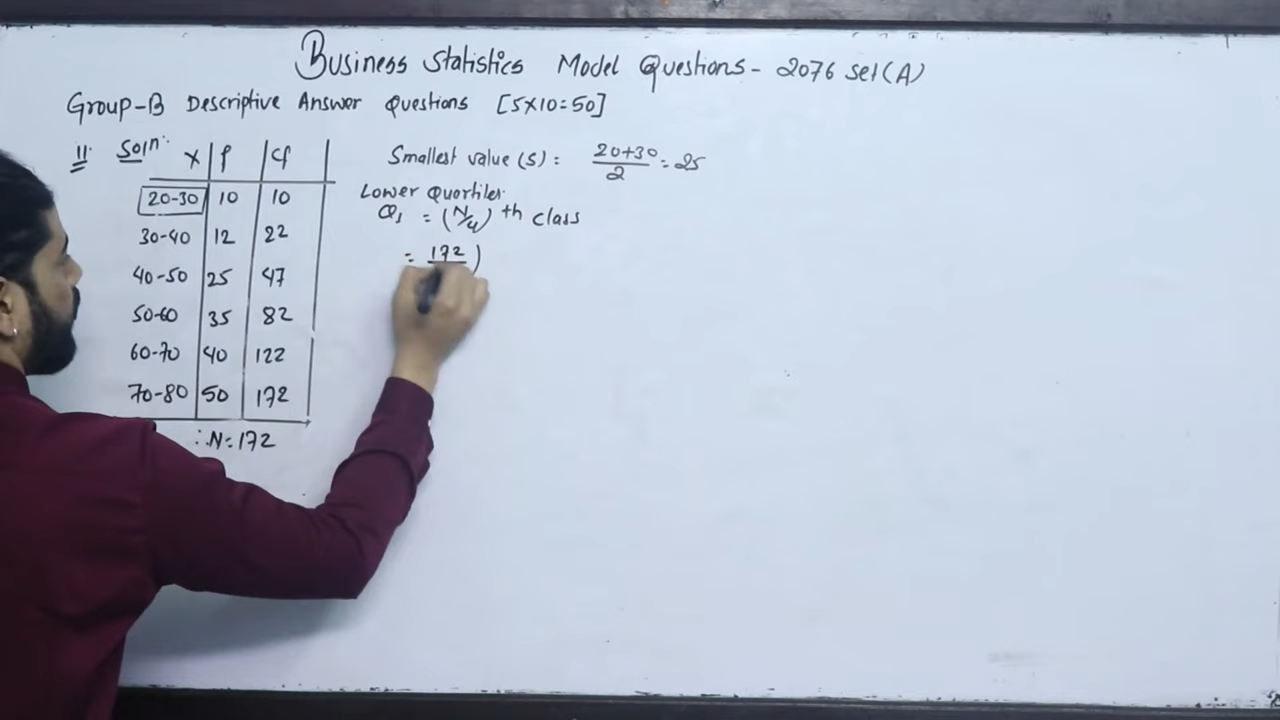 Business Statistics Model Questions - 2076 Set(A)
Group-B Descriptive Answer Questions [5×10=50]
11. Soln:
x f cf
20-30 10 10
30-40 12 22
40-50 25 47
50-60 35 82
60-70 40 122
70-80 50 172
∴N=172
Smallest value (S) = 20+30/2 = 25
Lower Quartiles.
Q1 = (N/4)th class
= 172)